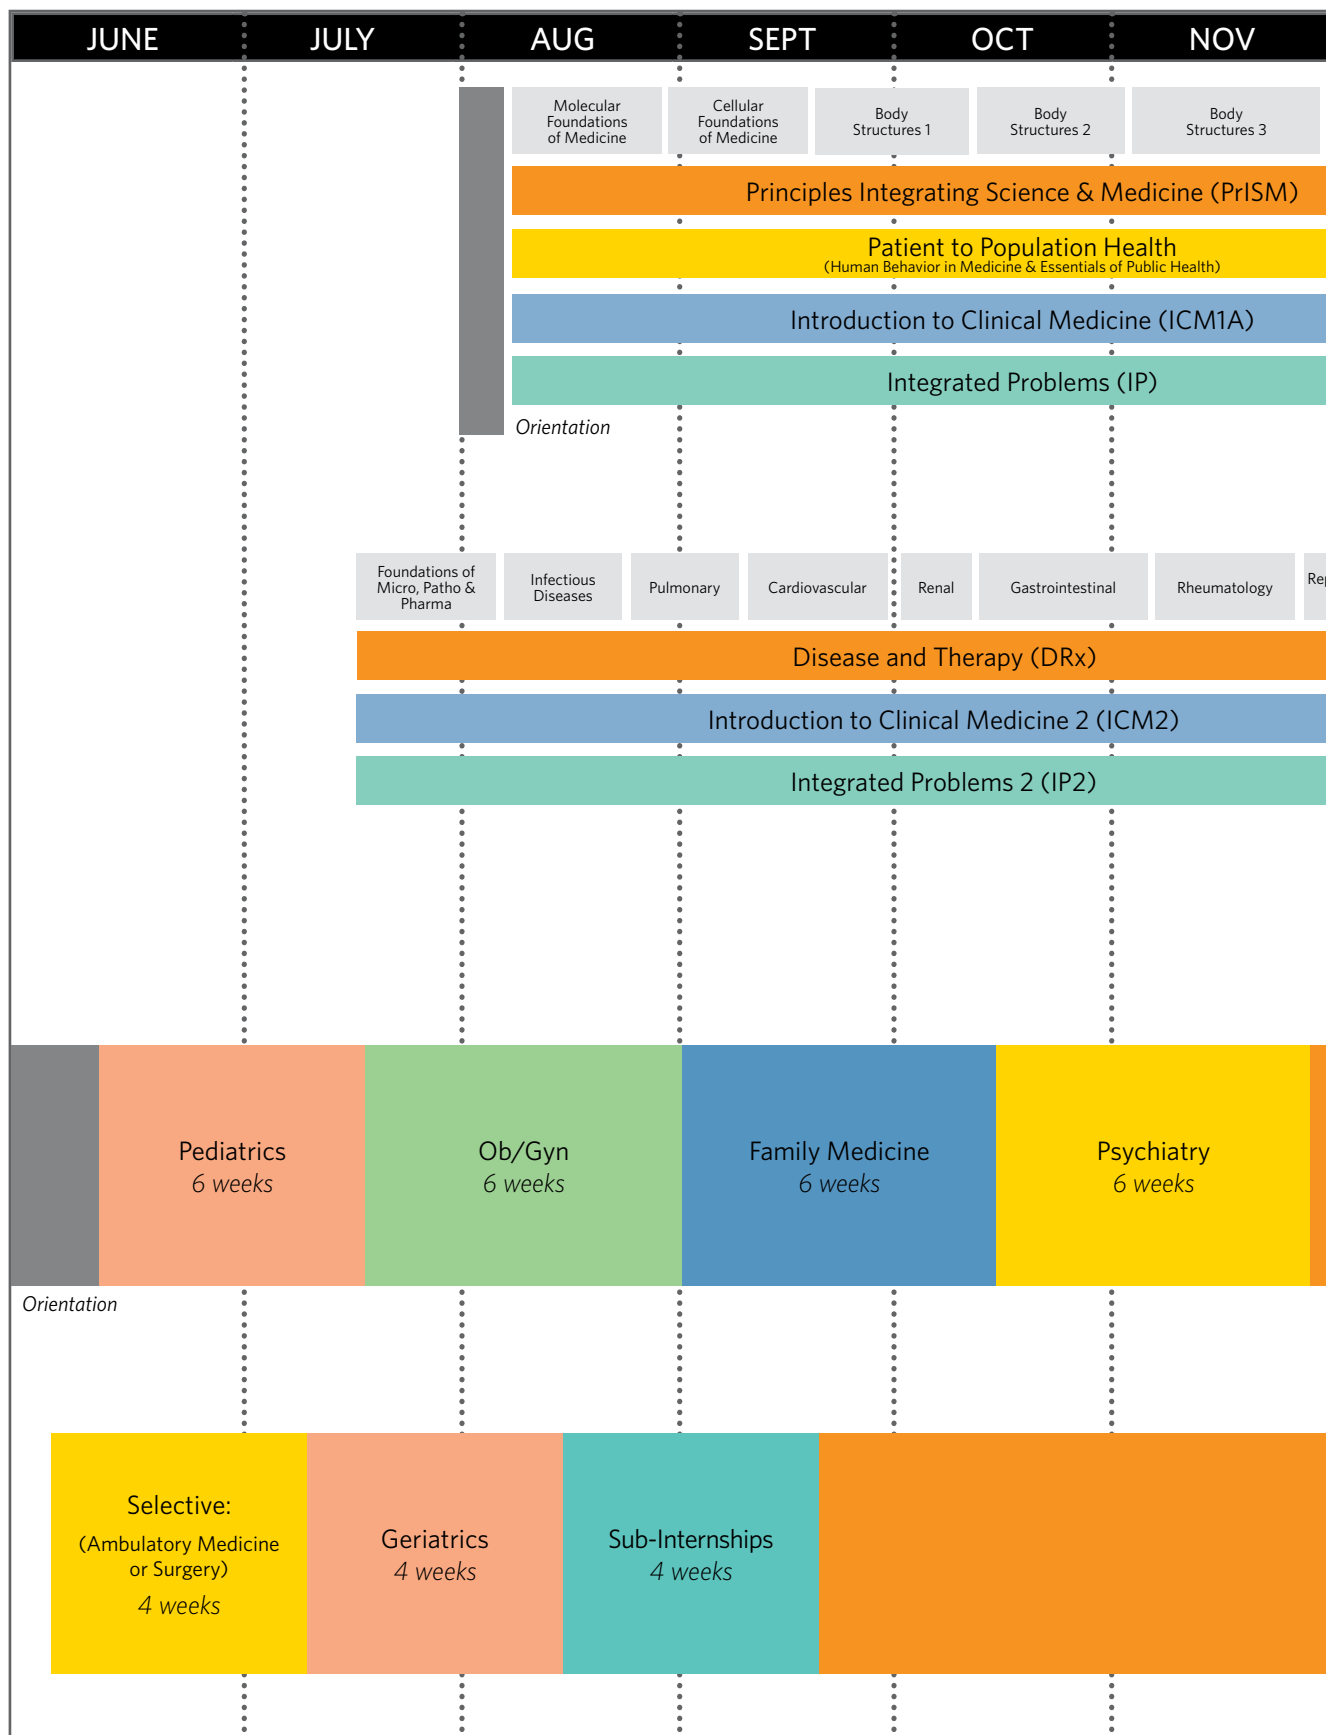 JUNE JULY AUG SEPT OCT NOV
Molecular
Foundations
of Medicine
Cellular
Foundations
of Medicine
Body
Structures 1
Body
Structures 2
Body
Structures 3
Principles Integrating Science & Medicine (PrISM)
Patient to Population Health
(Human Behavior in Medicine & Essentials of Public Health)
Introduction to Clinical Medicine (ICM1A)
Integrated Problems (IP)
Orientation
Foundations of
Micro, Patho &
Pharma
Infectious
Diseases
Pulmonary
Cardiovascular
Renal
Gastrointestinal
Rheumatology
Rep
Disease and Therapy (DRx)
Introduction to Clinical Medicine 2 (ICM2)
Integrated Problems 2 (IP2)
Pediatrics
6 weeks
Ob/Gyn
6 weeks
Family Medicine
6 weeks
Psychiatry
6 weeks
Orientation
Selective:
(Ambulatory Medicine
or Surgery)
4 weeks
Geriatrics
4 weeks
Sub-Internships
4 weeks